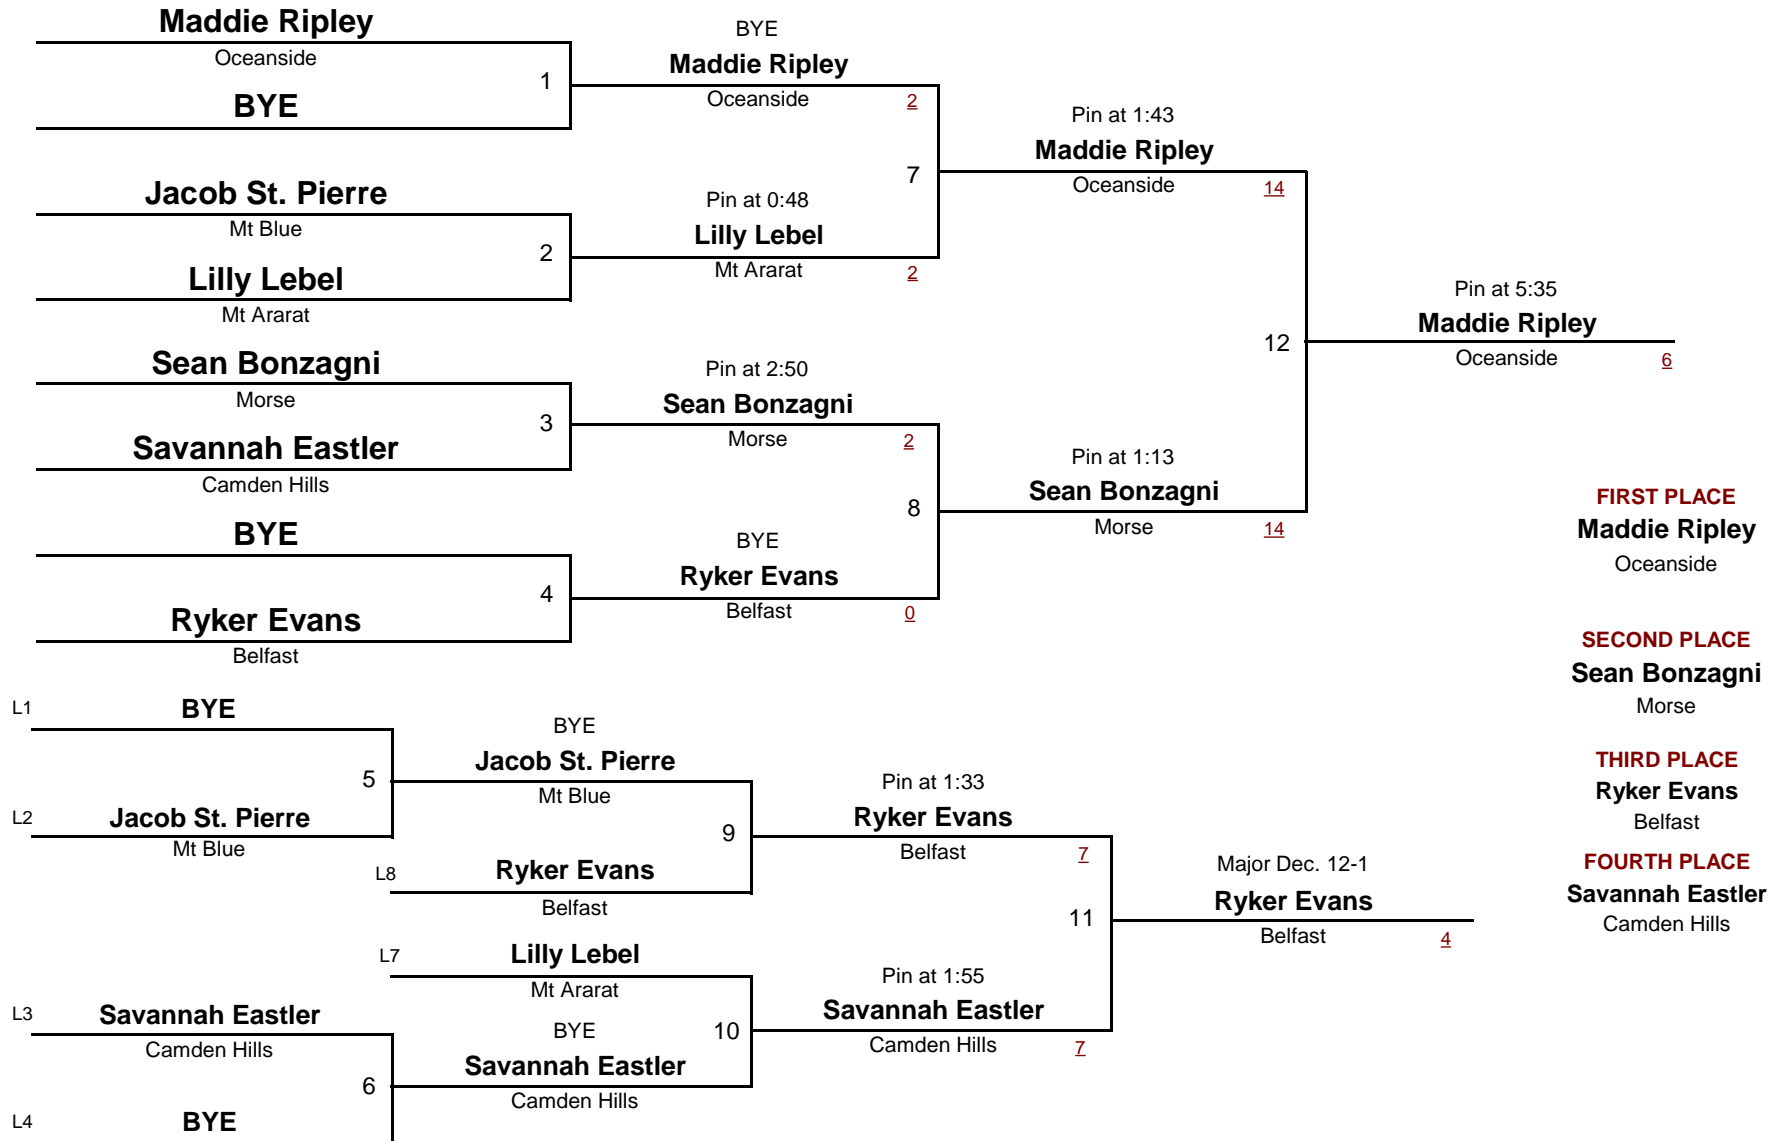 Maddie Ripley
Oceanside
1
BYE
Jacob St. Pierre
Mt Blue
2
Lilly Lebel
Mt Ararat
Sean Bonzagni
Morse
3
Savannah Eastler
Camden Hills
BYE
4
Ryker Evans
Belfast
BYE
Maddie Ripley
Oceanside 2
7
Pin at 0:48
Lilly Lebel
Mt Ararat 2
Pin at 2:50
Sean Bonzagni
Morse 2
8
BYE
Ryker Evans
Belfast 0
Pin at 1:43
Maddie Ripley
Oceanside 14
12
Pin at 1:13
Sean Bonzagni
Morse 14
Pin at 5:35
Maddie Ripley
Oceanside 6
FIRST PLACE
Maddie Ripley
Oceanside
SECOND PLACE
Sean Bonzagni
Morse
THIRD PLACE
Ryker Evans
Belfast
FOURTH PLACE
Savannah Eastler
Camden Hills
L1 BYE
5
L2 Jacob St. Pierre
Mt Blue
BYE
Jacob St. Pierre
Mt Blue
9
L8 Ryker Evans
Belfast
L7 Lilly Lebel
Mt Ararat
10
L3 Savannah Eastler
Camden Hills
6
L4 BYE
BYE
Savannah Eastler
Camden Hills
Pin at 1:33
Ryker Evans
Belfast 7
11
Pin at 1:55
Savannah Eastler
Camden Hills 7
Major Dec. 12-1
Ryker Evans
Belfast 4